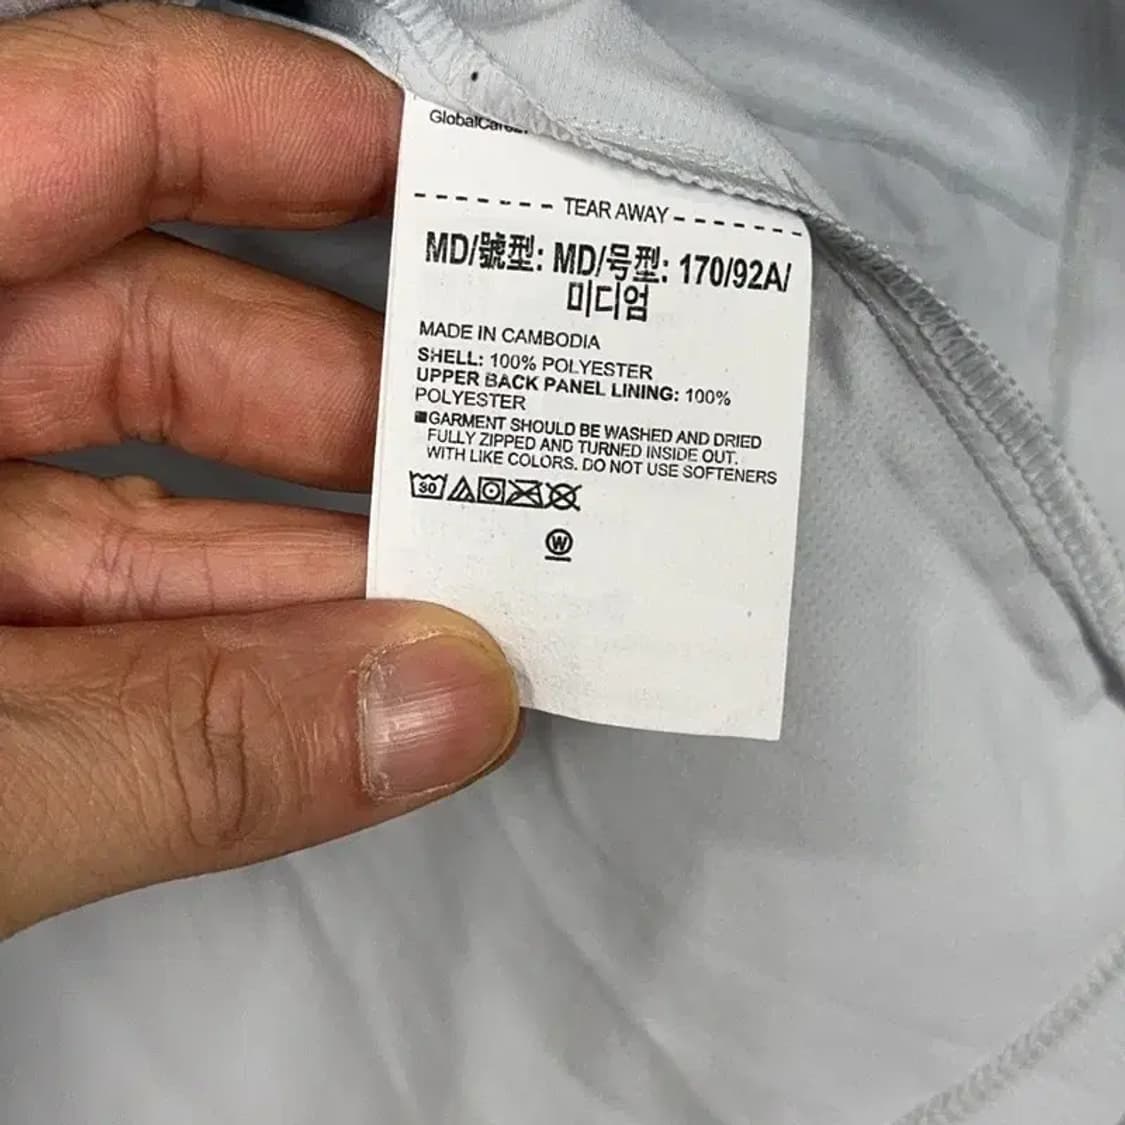 TEAR AWAY
MD/號型: MD/号型: 170/92A/
미디엄
MADE IN CAMBODIA
SHELL: 100% POLYESTER
UPPER BACK PANEL LINING: 100%
POLYESTER
GARMENT SHOULD BE WASHED AND DRIED
FULLY ZIPPED AND TURNED INSIDE OUT.
WITH LIKE COLORS. DO NOT USE SOFTENERS
30
W